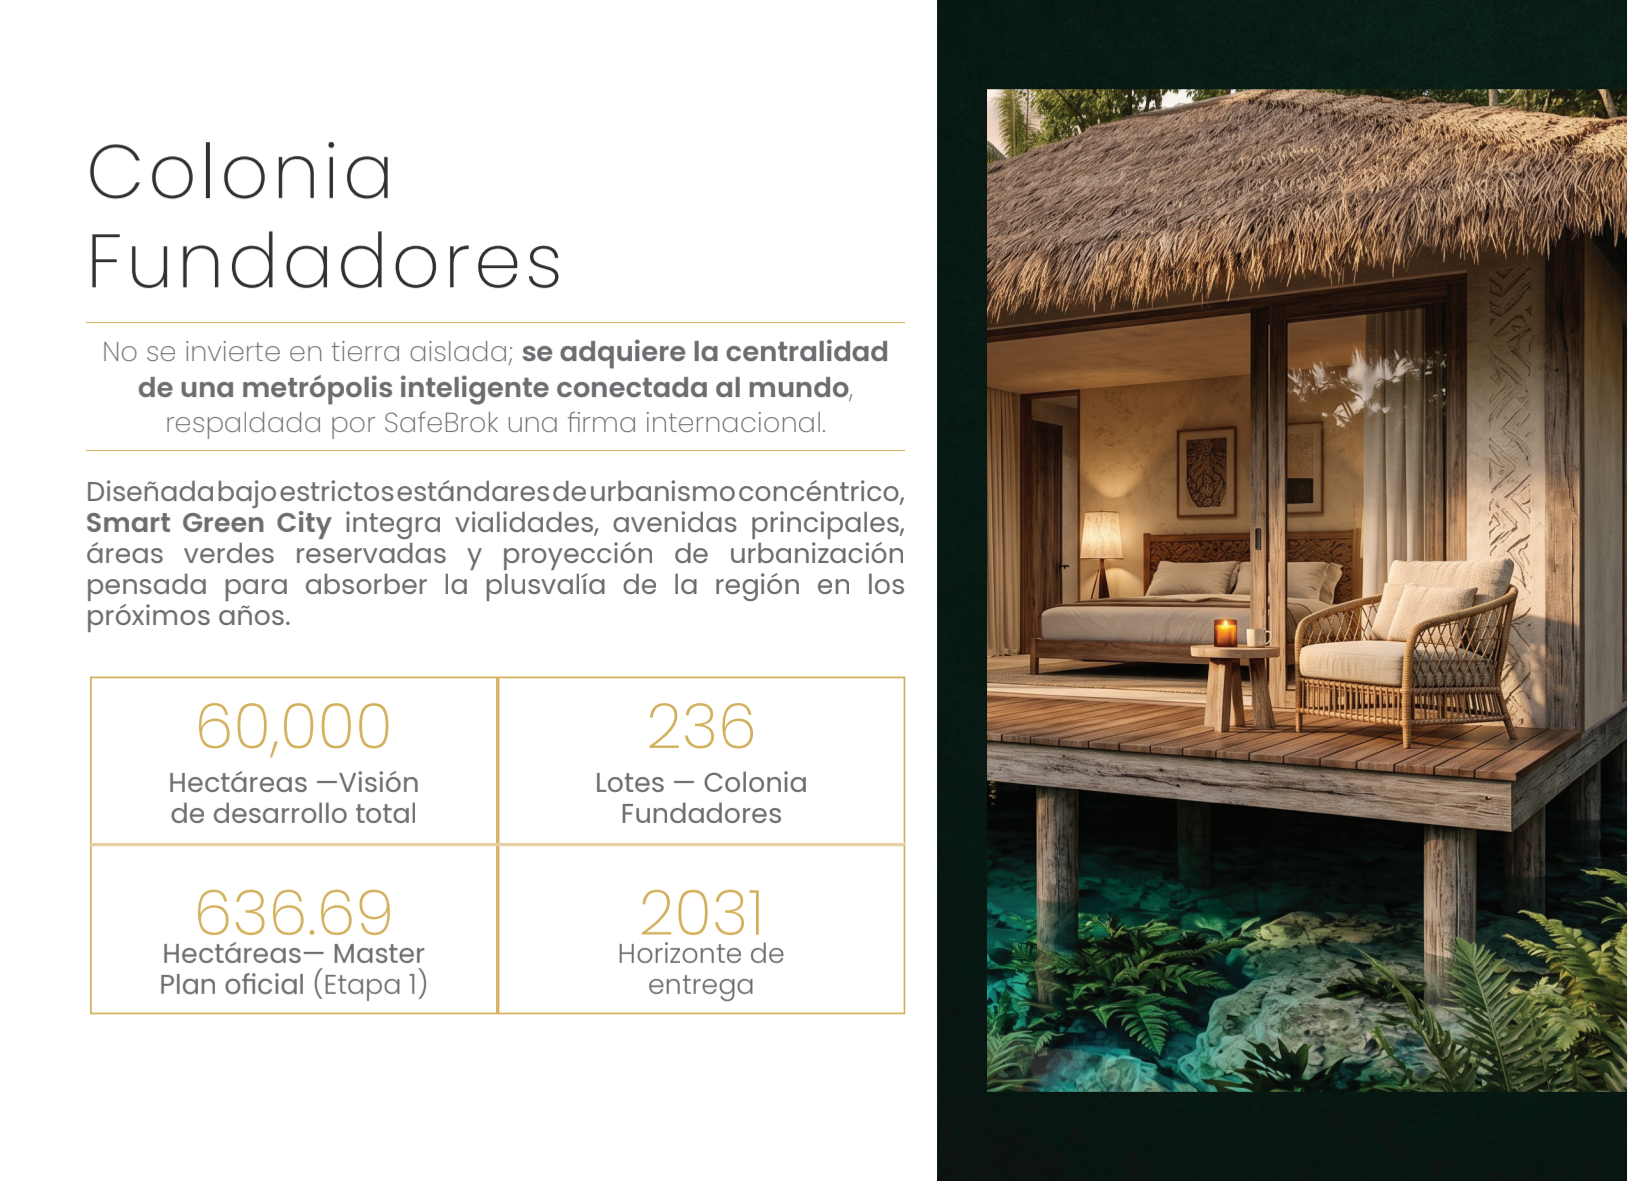 Colonia
Fundadores
No se invierte en tierra aislada; se adquiere la centralidad
de una metrópolis inteligente conectada al mundo,
respaldada por SafeBrok una firma internacional.
Diseñada bajo estrictos estándares de urbanismo concéntrico,
Smart Green City integra vialidades, avenidas principales,
áreas verdes reservadas y proyección de urbanización
pensada para absorber la plusvalía de la región en los
próximos años.
60,000
Hectáreas —Visión
de desarrollo total
236
Lotes — Colonia
Fundadores
636.69
Hectáreas— Master
Plan oficial (Etapa 1)
2031
Horizonte de
entrega